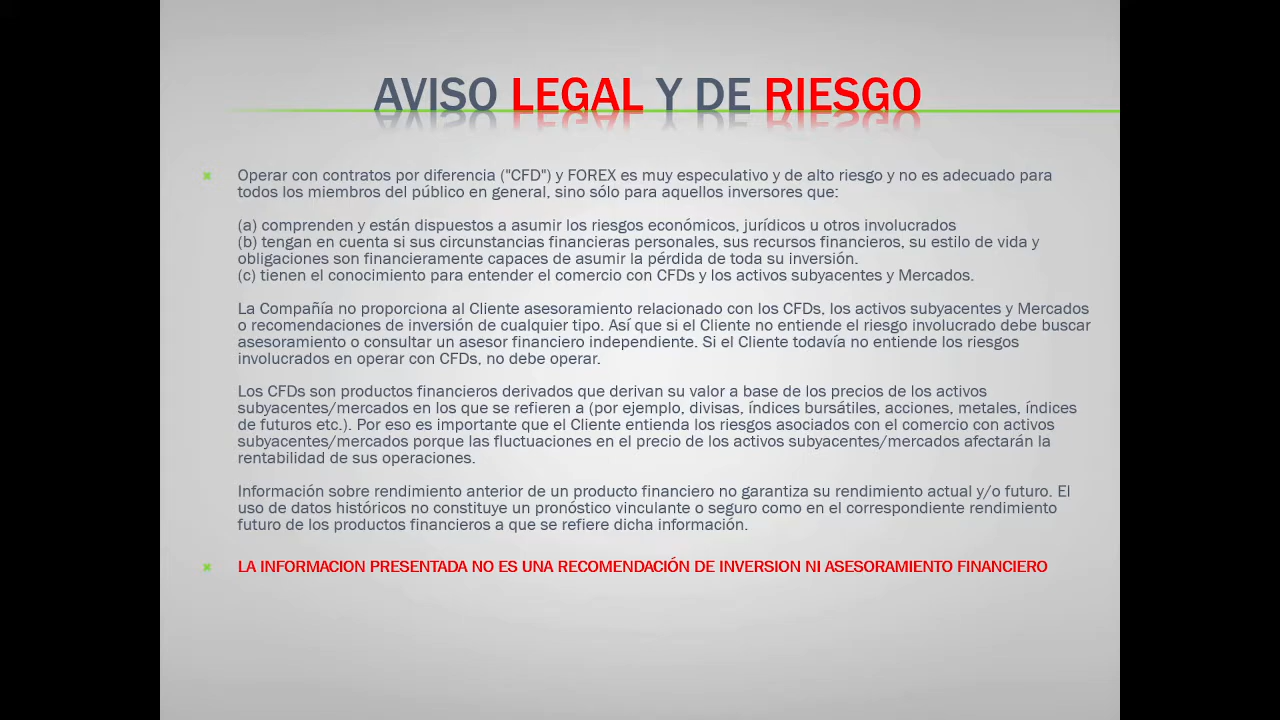 AVISO LEGAL Y DE RIESGO
Operar con contratos por diferencia ("CFD") y FOREX es muy especulativo y de alto riesgo y no es adecuado para
todos los miembros del público en general, sino sólo para aquellos inversores que:
(a) comprenden y están dispuestos a asumir los riesgos económicos, jurídicos u otros involucrados
(b) tengan en cuenta si sus circunstancias financieras personales, sus recursos financieros, su estilo de vida y
obligaciones son financieramente capaces de asumir la pérdida de toda su inversión.
(c) tienen el conocimiento para entender el comercio con CFDs y los activos subyacentes y Mercados.
La Compañía no proporciona al Cliente asesoramiento relacionado con los CFDs, los activos subyacentes y Mercados
o recomendaciones de inversión de cualquier tipo. Así que si el Cliente no entiende el riesgo involucrado debe buscar
asesoramiento o consultar un asesor financiero independiente. Si el Cliente todavía no entiende los riesgos
involucrados en operar con CFDs, no debe operar.
Los CFDs son productos financieros derivados que derivan su valor a base de los precios de los activos
subyacentes/mercados en los que se refieren a (por ejemplo, divisas, índices bursátiles, acciones, metales, índices
de futuros etc.). Por eso es importante que el Cliente entienda los riesgos asociados con el comercio con activos
subyacentes/mercados porque las fluctuaciones en el precio de los activos subyacentes/mercados afectarán la
rentabilidad de sus operaciones.
Información sobre rendimiento anterior de un producto financiero no garantiza su rendimiento actual y/o futuro. El
uso de datos históricos no constituye un pronóstico vinculante o seguro como en el correspondiente rendimiento
futuro de los productos financieros a que se refiere dicha información.
LA INFORMACION PRESENTADA NO ES UNA RECOMENDACIÓN DE INVERSION NI ASESORAMIENTO FINANCIERO